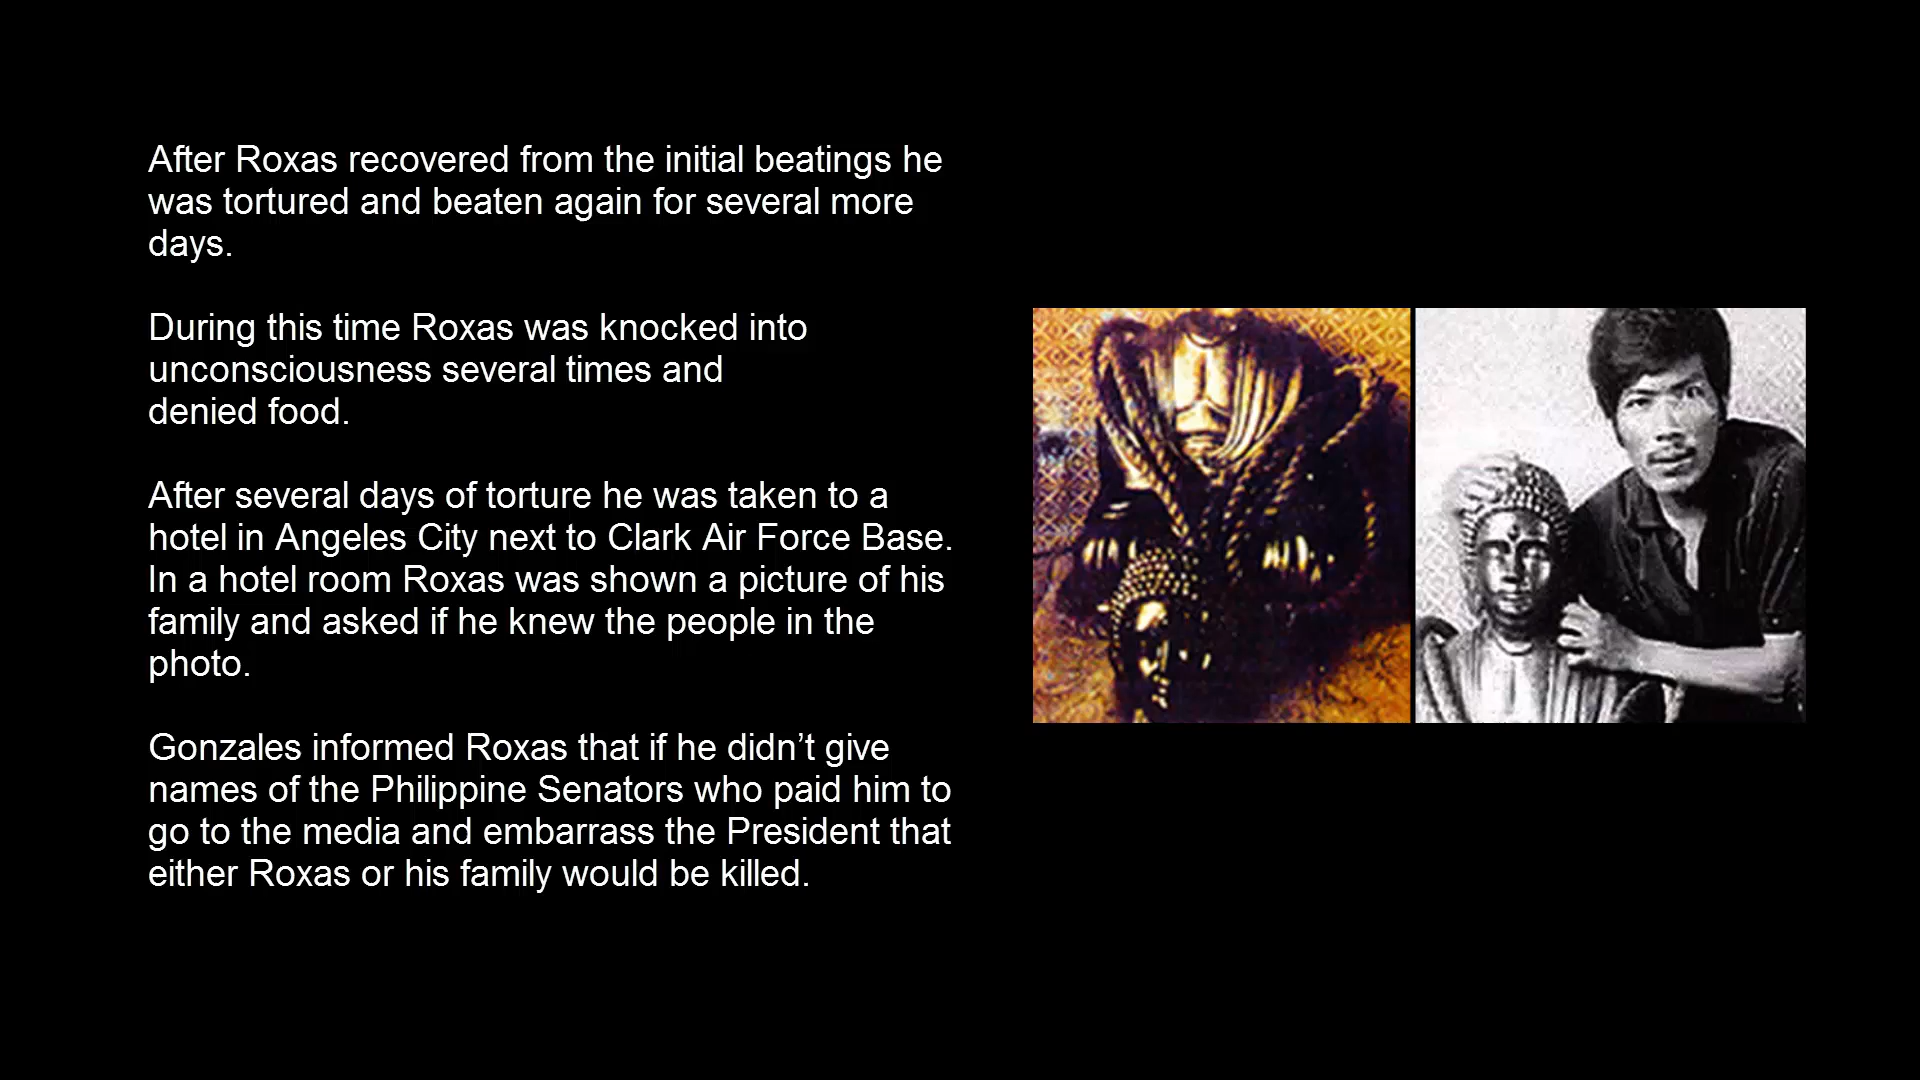 After Roxas recovered from the initial beatings he
was tortured and beaten again for several more
days.
During this time Roxas was knocked into
unconsciousness several times and
denied food.
After several days of torture he was taken to a
hotel in Angeles City next to Clark Air Force Base.
In a hotel room Roxas was shown a picture of his
family and asked if he knew the people in the
photo.
Gonzales informed Roxas that if he didn’t give
names of the Philippine Senators who paid him to
go to the media and embarrass the President that
either Roxas or his family would be killed.